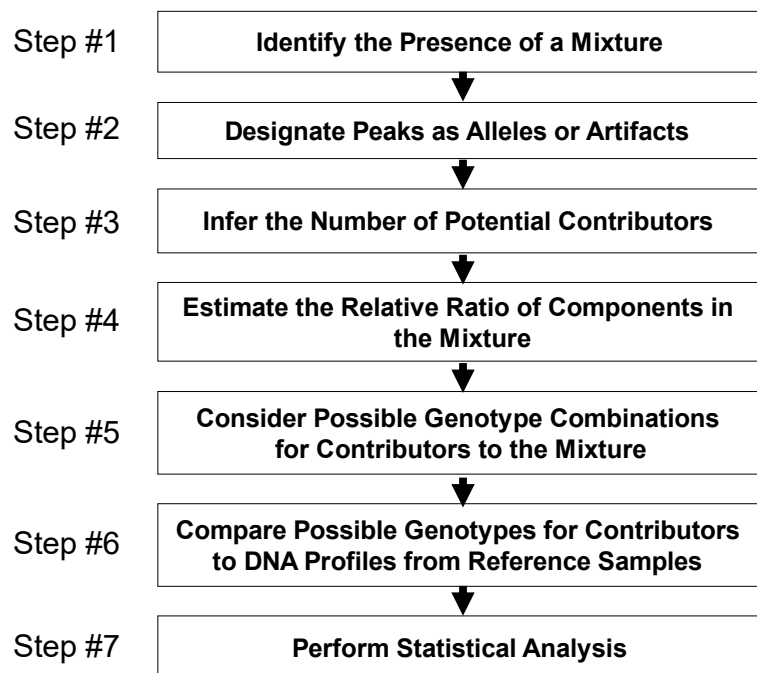 Step #1
Identify the Presence of a Mixture
Step #2
Designate Peaks as Alleles or Artifacts
Step #3
Infer the Number of Potential Contributors
Step #4
Estimate the Relative Ratio of Components in
the Mixture
Step #5
Consider Possible Genotype Combinations
for Contributors to the Mixture
Step #6
Compare Possible Genotypes for Contributors
to DNA Profiles from Reference Samples
Step #7
Perform Statistical Analysis